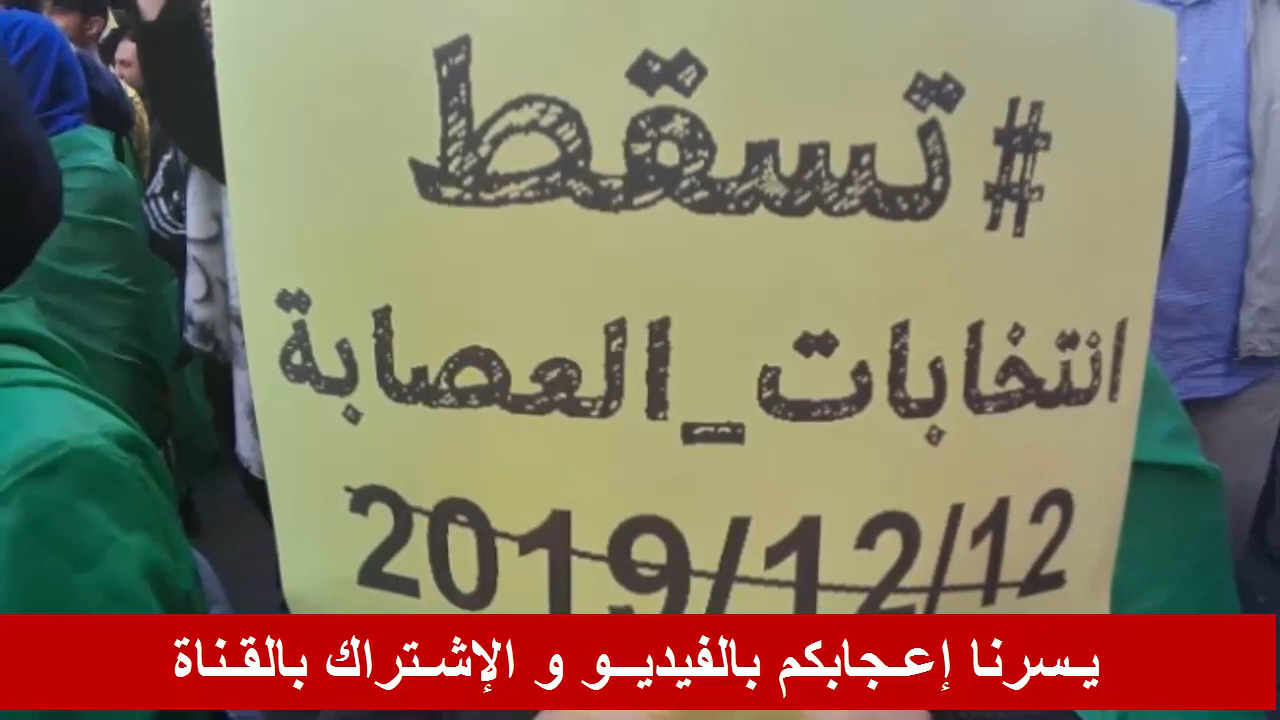 #تسقط
انتخابات_العصابة
2019/12/12
يسرنا إعجابكم بالفيديو و الإشتراك بالقناة